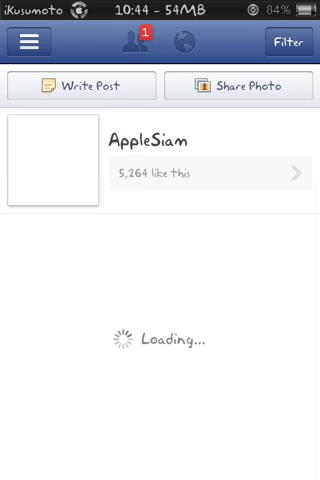 iKusumoto 10:44 - 54MB 84%
1 Filter
Write Post Share Photo
AppleSiam
5,264 like this
Loading...